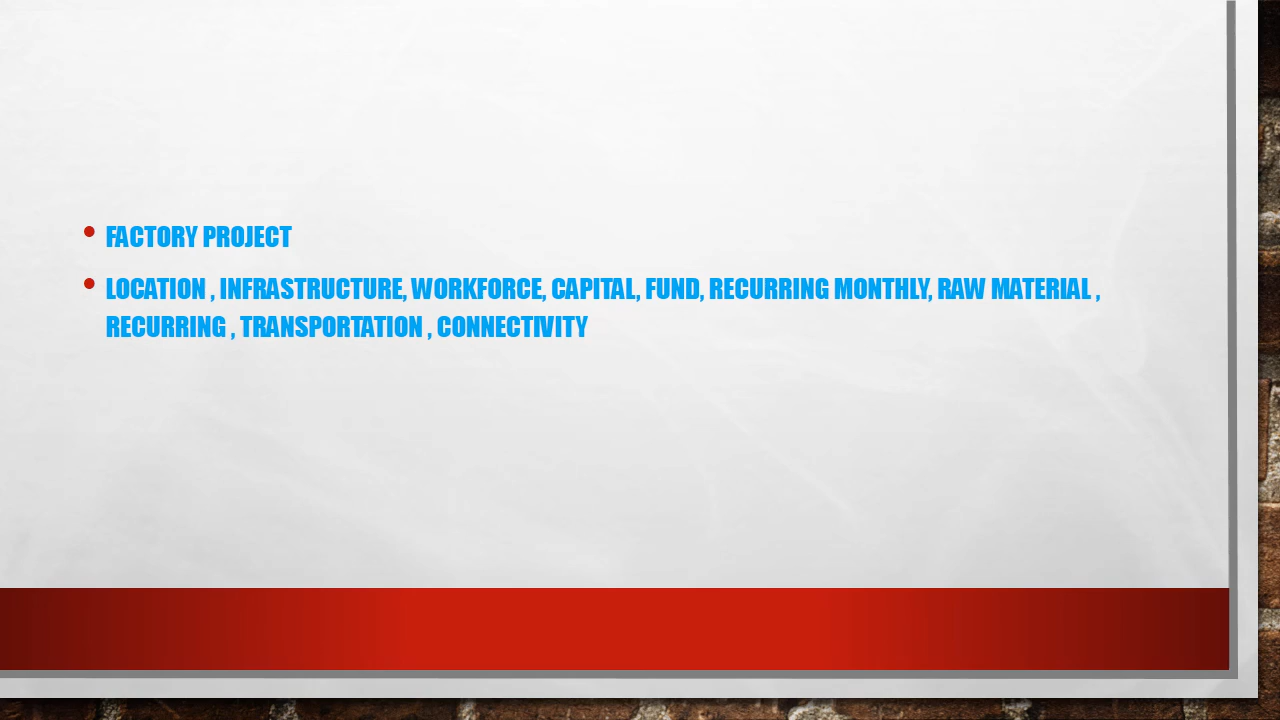 FACTORY PROJECT
LOCATION , INFRASTRUCTURE, WORKFORCE, CAPITAL, FUND, RECURRING MONTHLY, RAW MATERIAL ,
RECURRING , TRANSPORTATION , CONNECTIVITY